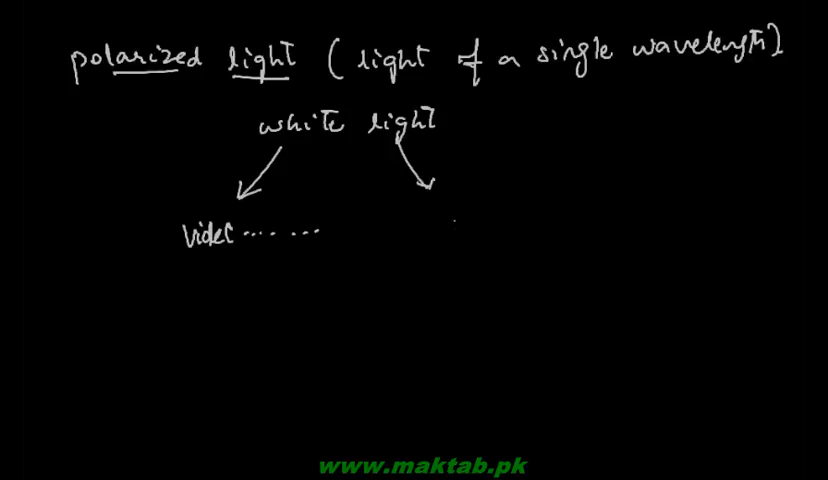 polarized light (light of a single wavelength)
white light
Violet .... ...
www.maktab.pk